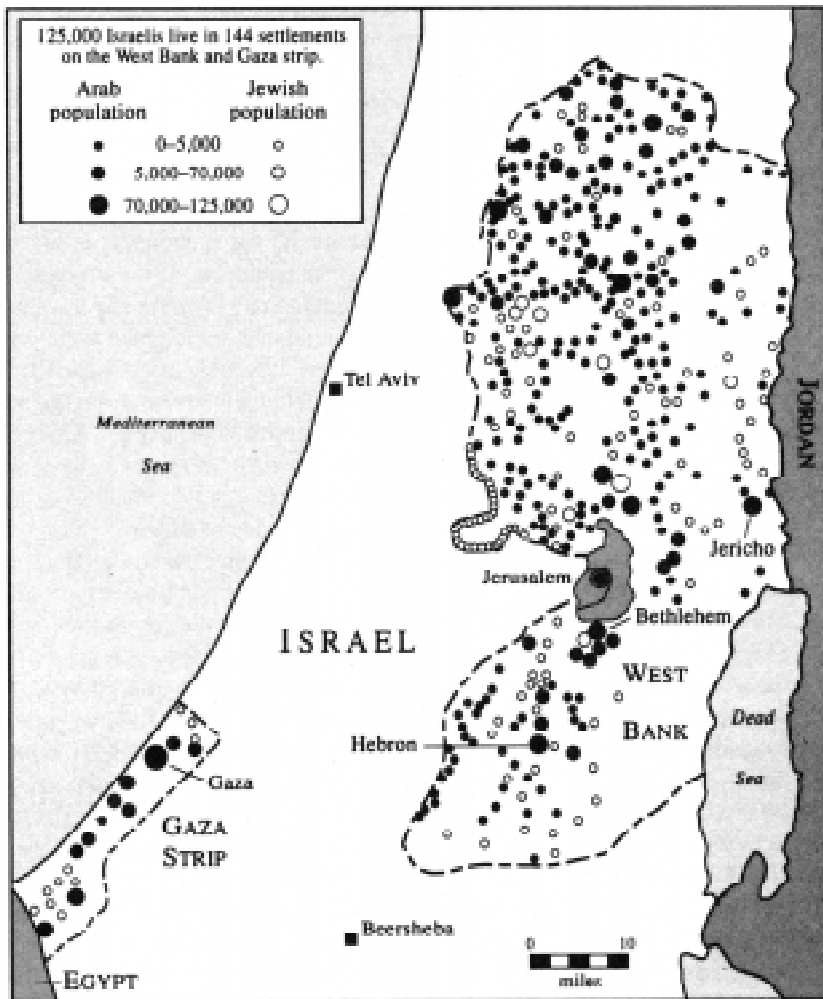 125,000 Israelis live in 144 settlements
on the West Bank and Gaza strip.
Arab population
Jewish population
0–5,000
5,000–70,000
70,000–125,000
Tel Aviv
Mediterranean
Sea
JORDAN
Jericho
Jerusalem
Bethlehem
ISRAEL
WEST
BANK
Hebron
Dead
Sea
Gaza
GAZA
STRIP
Beersheba
0 10
miles
EGYPT